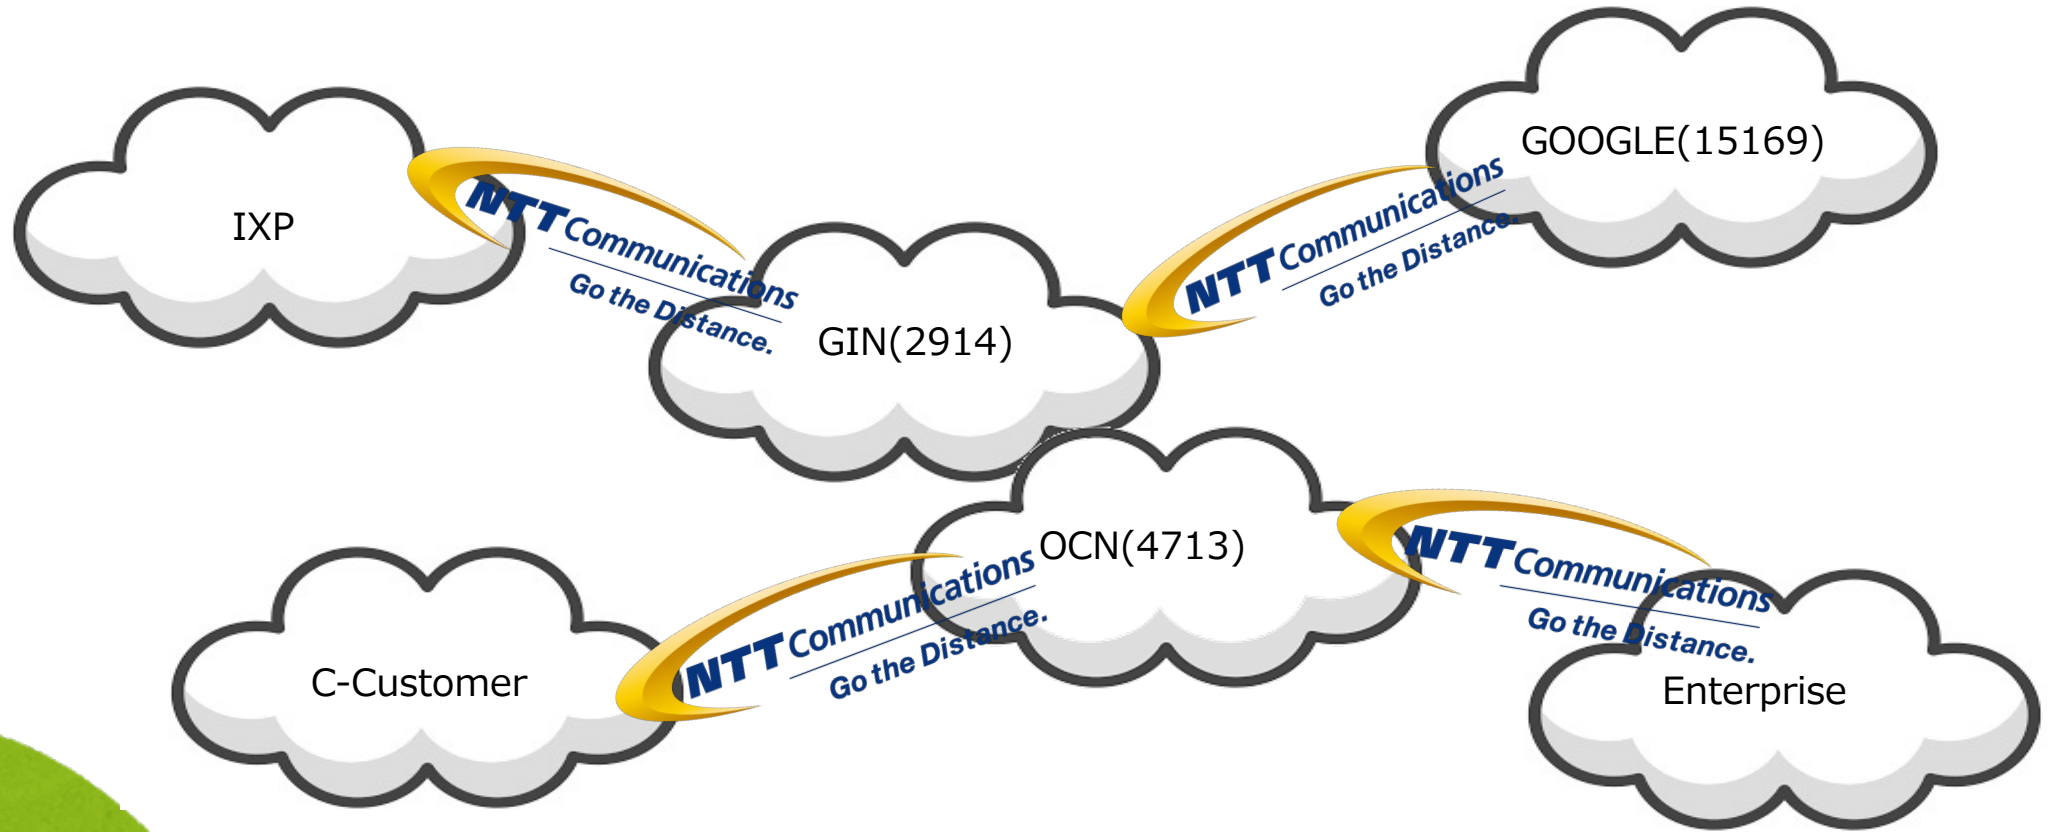 GOOGLE(15169)
IXP
NTT Communications
Go the Distance.
NTT Communications
Go the Distance.
GIN(2914)
OCN(4713)
NTT Communications
Go the Distance.
NTT Communications
Go the Distance.
C-Customer
Enterprise